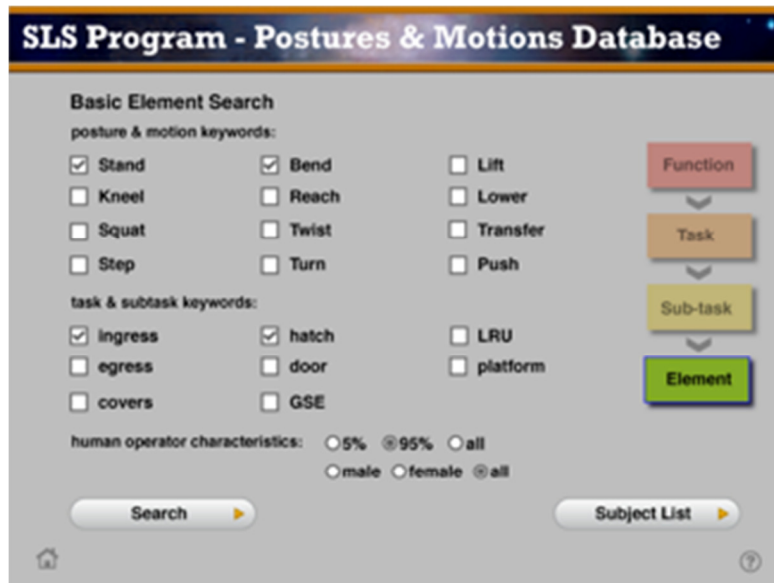 SLS Program - Postures & Motions Database
Basic Element Search
posture & motion keywords:
Stand Bend Lift
Kneel Reach Lower
Squat Twist Transfer
Step Turn Push
task & subtask keywords:
ingress hatch LRU
egress door platform
covers GSE
human operator characteristics: 5% 95% all
male female all
Search Subject List
Function
Task
Sub-task
Element
?